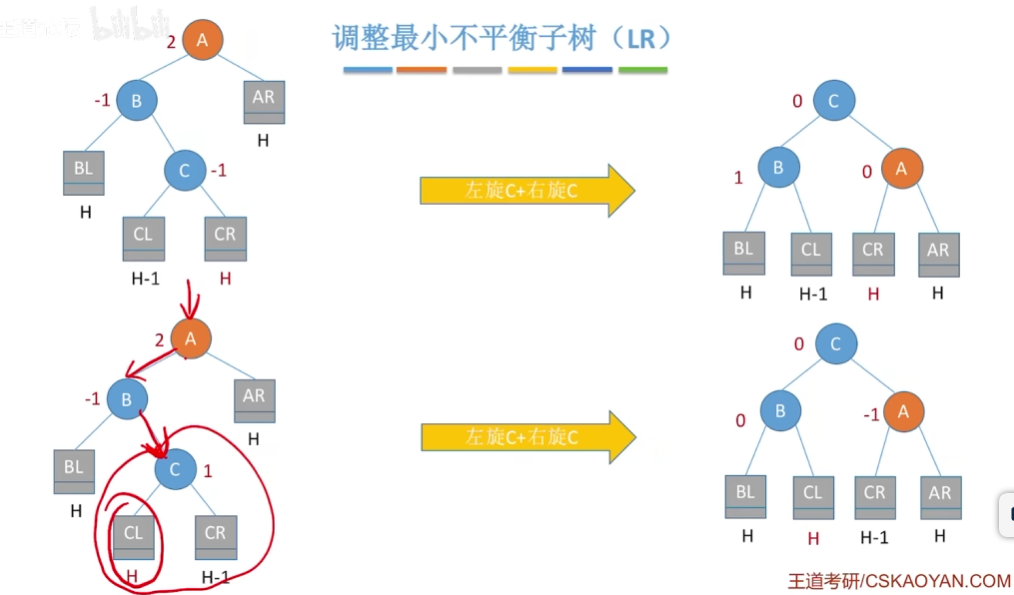 调整最小不平衡子树（LR）
2 A
-1 B AR
H
BL C -1
H
CL CR
H-1 H
左旋C+右旋C
0 C
1 B 0 A
BL CL CR AR
H H-1 H H
2 A
-1 B AR
H
BL C 1
H
CL CR
H H-1
左旋C+右旋C
0 C
0 B -1 A
BL CL CR AR
H H H-1 H
王道考研/CSKAOYAN.COM